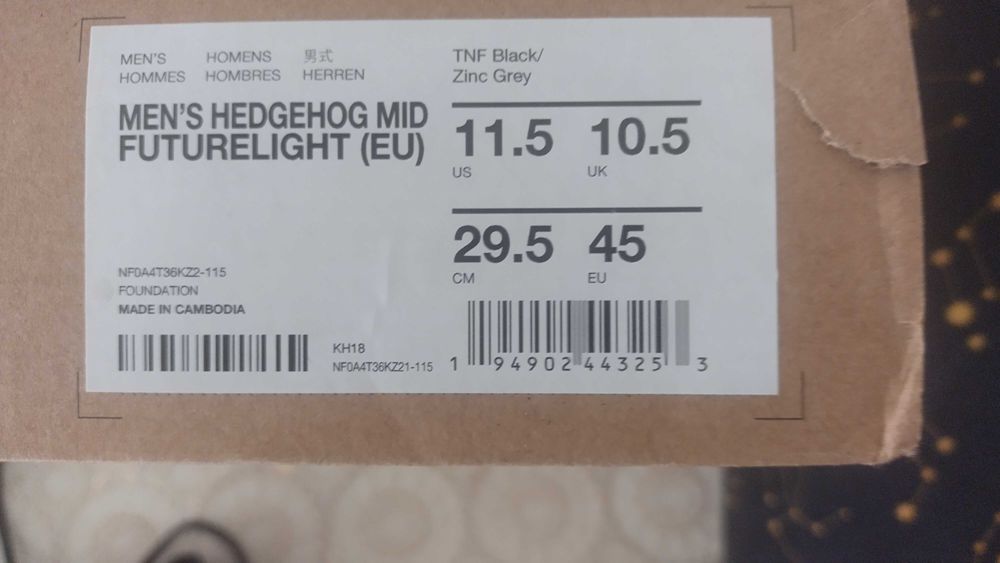 MEN'S HOMENS 男式
HOMMES HOMBRES HERREN
MEN'S HEDGEHOG MID
FUTURELIGHT (EU)
NF0A4T36KZ2-115
FOUNDATION
MADE IN CAMBODIA
KH18
NF0A4T36KZ21-115
TNF Black/
Zinc Grey
11.5 10.5
US UK
29.5 45
CM EU
1 94902 44325 3